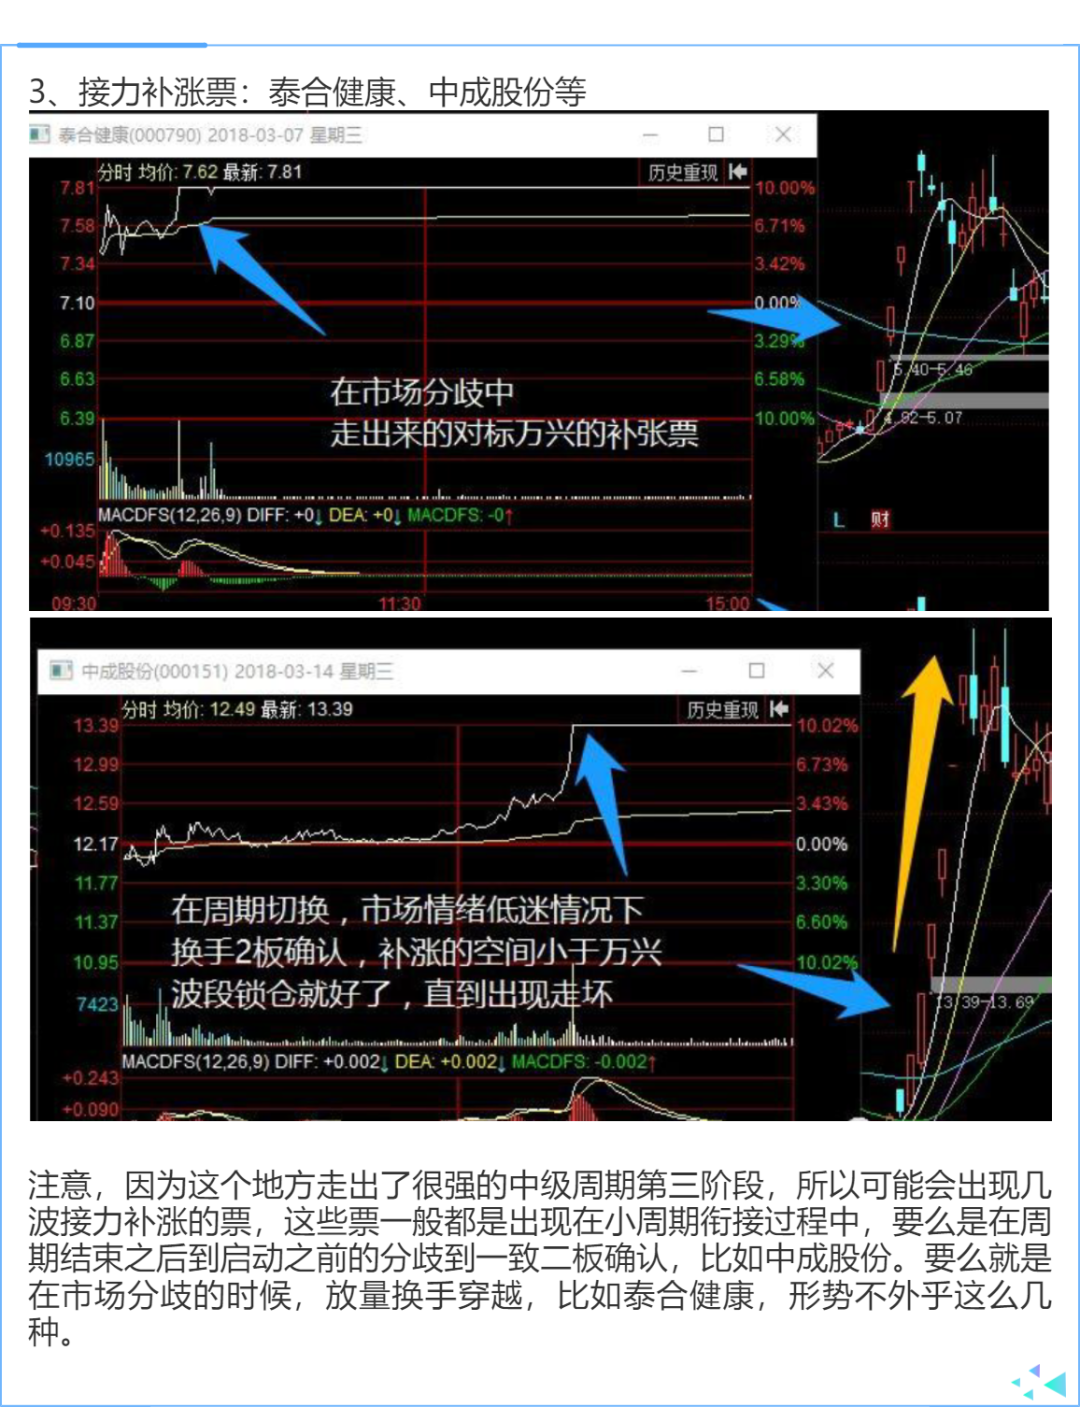 3、接力补涨票：泰合健康、中成股份等
泰合健康(000790) 2018-03-07 星期三
分时 均价: 7.62 最新: 7.81
历史重现
7.81
10.00%
7.58
6.71%
7.34
3.42%
7.10
0.00%
6.87
3.29%
6.63
6.58%
6.39
10.00%
5.40-5.46
4.92-5.07
在市场分歧中
走出来的对标万兴的补张票
10965
MACDFS(12,26,9) DIFF: +0↓ DEA: +0↓ MACDFS: -0↑
+0.135
+0.045
09:30
11:30
15:00
L 财
中成股份(000151) 2018-03-14 星期三
分时 均价: 12.49 最新: 13.39
历史重现
13.39
10.02%
12.99
6.73%
12.59
3.43%
12.17
0.00%
11.77
3.30%
11.37
6.60%
10.95
10.02%
13.39-13.69
在周期切换，市场情绪低迷情况下
换手2板确认，补涨的空间小于万兴
波段锁仓就好了，直到出现走坏
7423
MACDFS(12,26,9) DIFF: +0.002↓ DEA: +0.002↓ MACDFS: -0.002↑
+0.243
+0.090
注意，因为这个地方走出了很强的中级周期第三阶段，所以可能会出现几
波接力补涨的票，这些票一般都是出现在小周期衔接过程中，要么是在周
期结束之后到启动之前的分歧到一致二板确认，比如中成股份。要么就是
在市场分歧的时候，放量换手穿越，比如泰合健康，形势不外乎这么几
种。